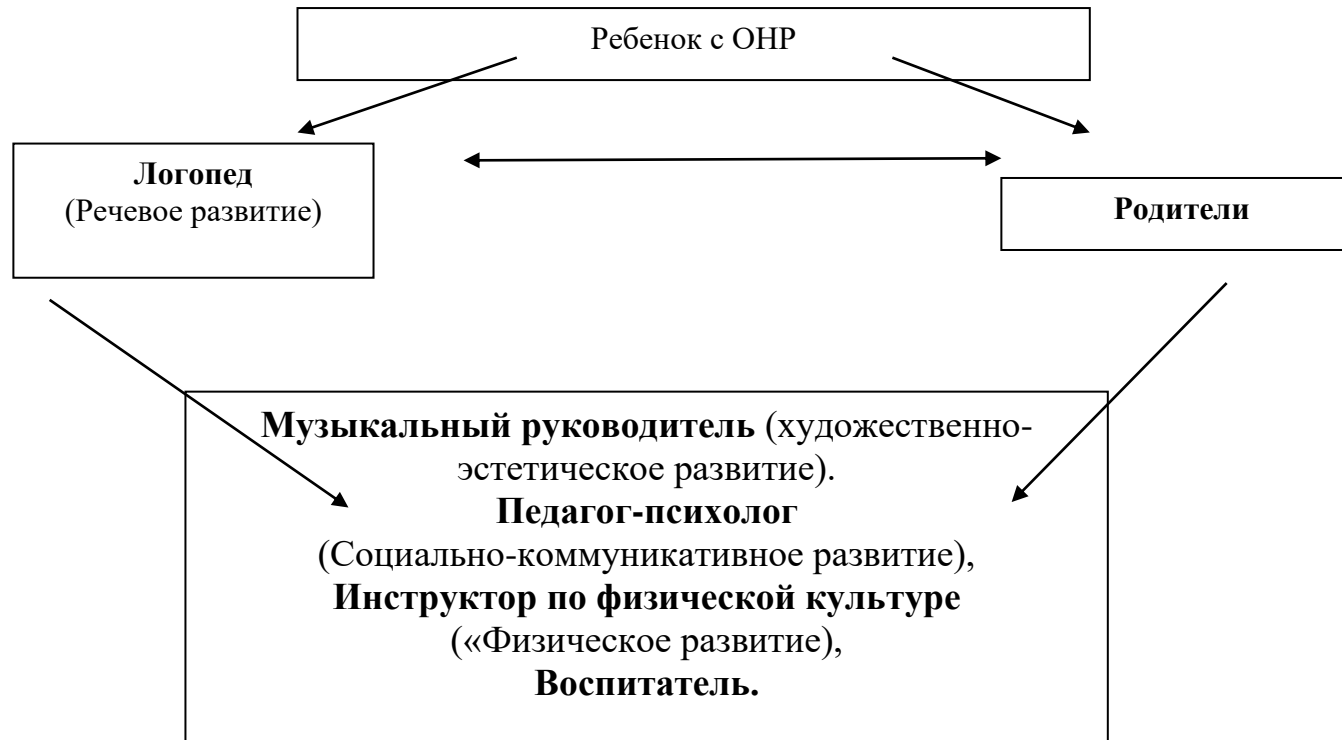 Ребенок с ОНР
Логопед
(Речевое развитие)
Родители
Музыкальный руководитель (художественно-
эстетическое развитие).
Педагог-психолог
(Социально-коммуникативное развитие),
Инструктор по физической культуре
(«Физическое развитие),
Воспитатель.